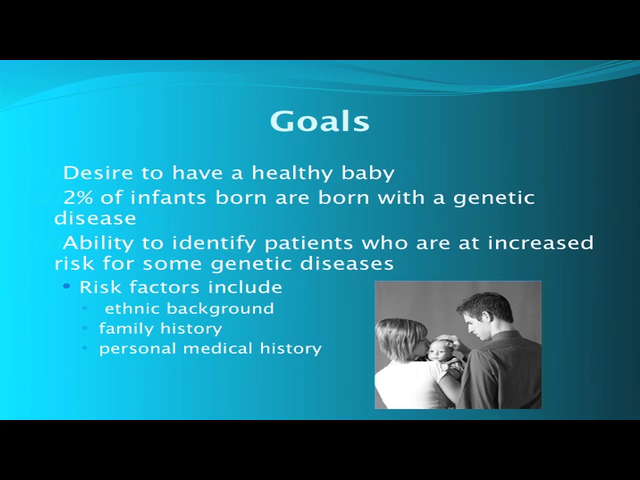 Goals
Desire to have a healthy baby
2% of infants born are born with a genetic
disease
Ability to identify patients who are at increased
risk for some genetic diseases
• Risk factors include
• ethnic background
• family history
• personal medical history